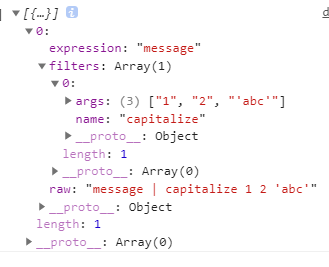 ▼[{…}] i
▼0:
expression: "message"
▼filters: Array(1)
▼0:
▶args: (3) ["1", "2", "'abc'"]
name: "capitalize"
▶__proto__: Object
length: 1
▶__proto__: Array(0)
raw: "message | capitalize 1 2 'abc'"
▶__proto__: Object
length: 1
▶__proto__: Array(0)